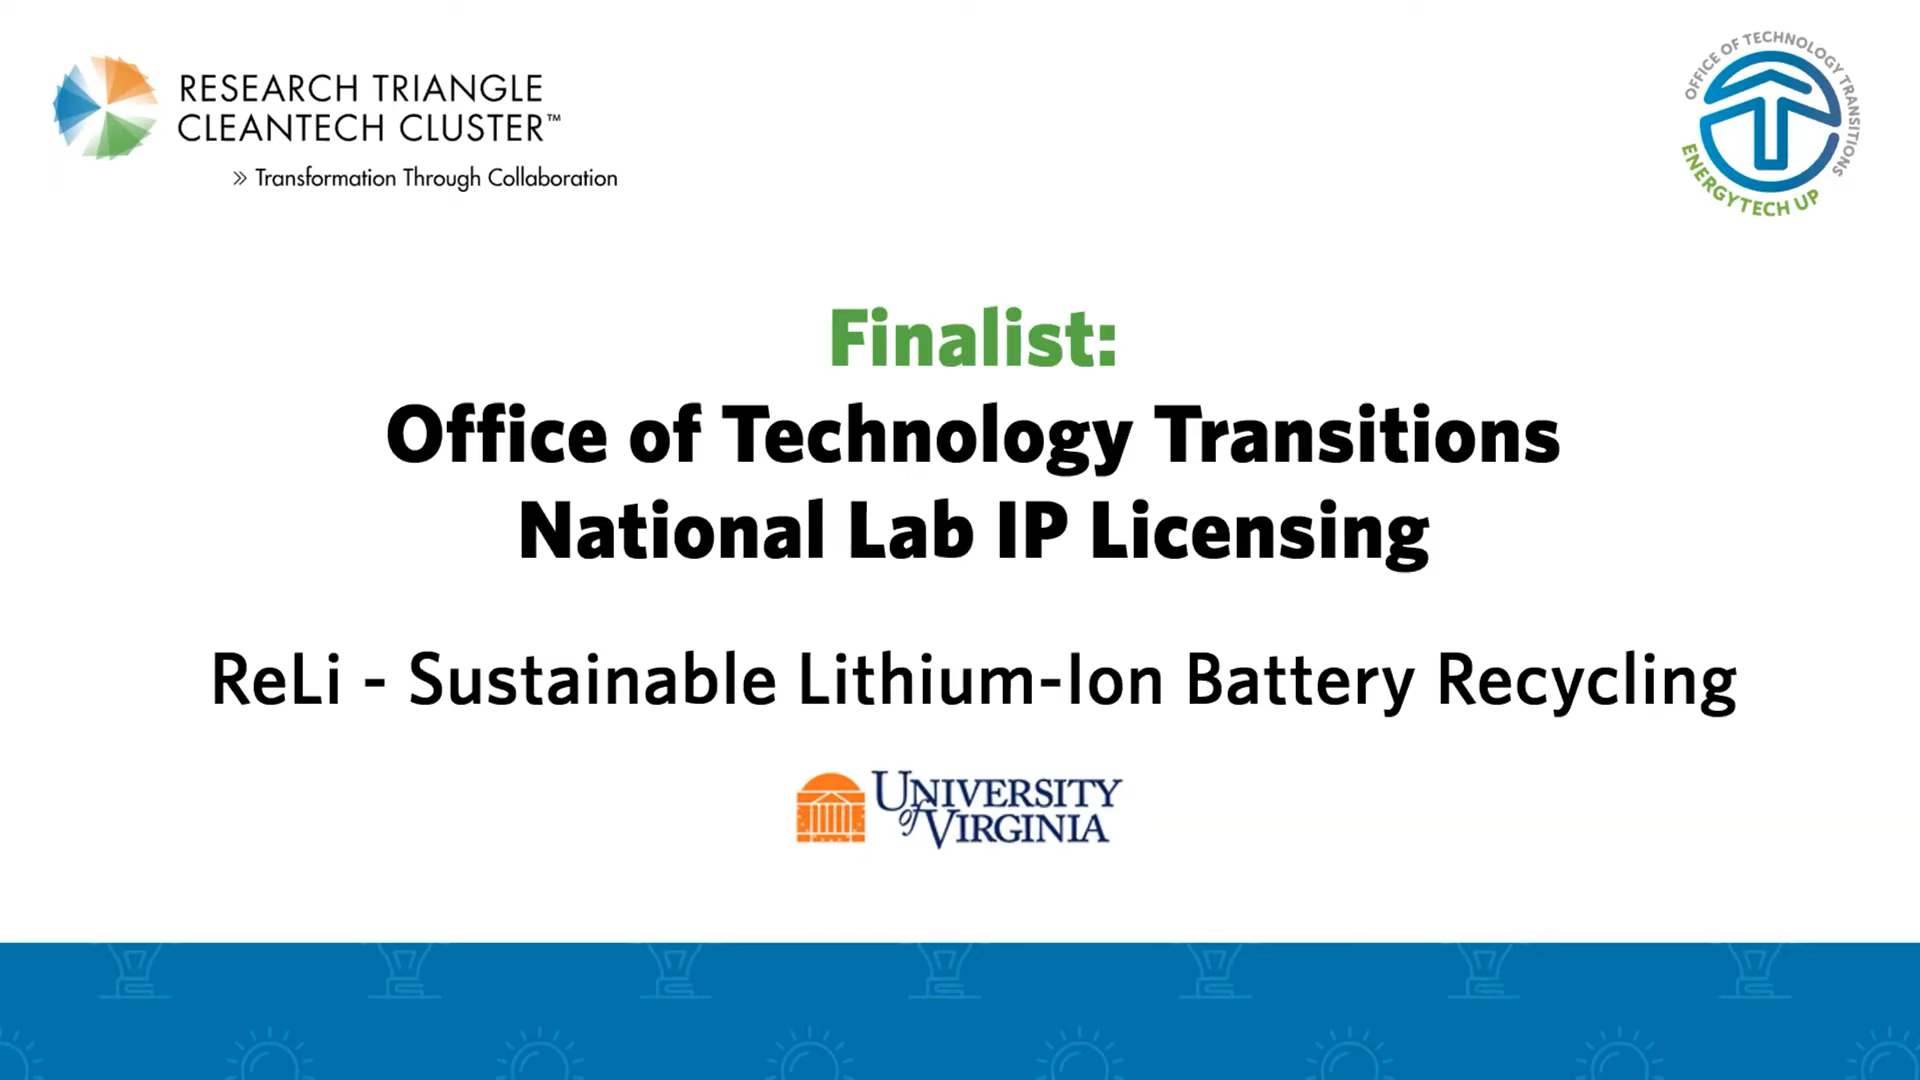 RESEARCH TRIANGLE
CLEANTECH CLUSTER™
» Transformation Through Collaboration
OFFICE OF TECHNOLOGY TRANSITIONS
ENERGYTECH UP
Finalist:
Office of Technology Transitions
National Lab IP Licensing
ReLi - Sustainable Lithium-Ion Battery Recycling
UNIVERSITY
of VIRGINIA